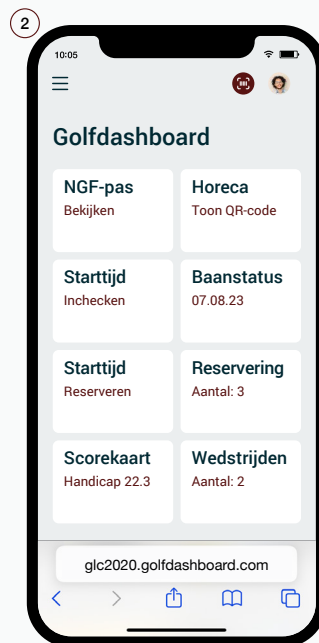 2
10:05
Golfdashboard
NGF-pas
Bekijken
Horeca
Toon QR-code
Starttijd
Inchecken
Baanstatus
07.08.23
Starttijd
Reserveren
Reservering
Aantal: 3
Scorekaart
Handicap 22.3
Wedstrijden
Aantal: 2
glc2020.golfdashboard.com